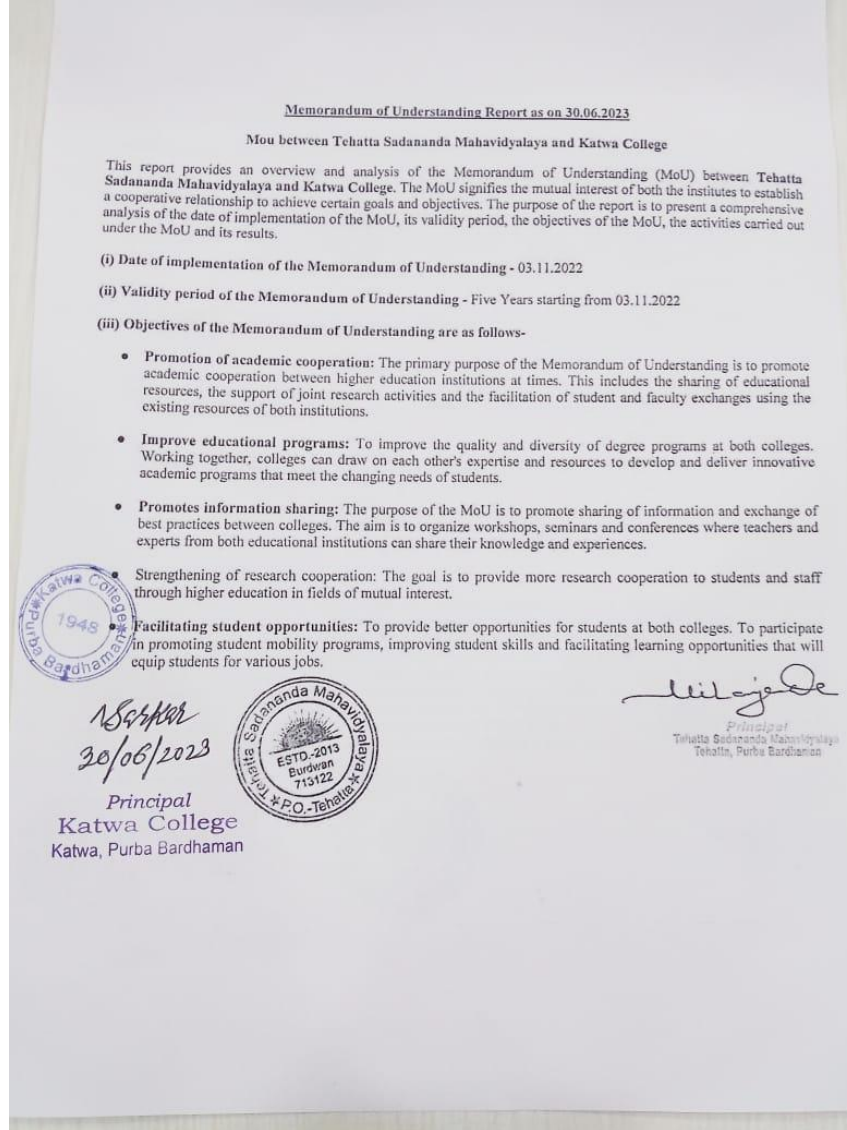 Memorandum of Understanding Report as on 30.06.2023
Mou between Tehatta Sadananda Mahavidyalaya and Katwa College
This report provides an overview and analysis of the Memorandum of Understanding (MoU) between Tehatta
Sadananda Mahavidyalaya and Katwa College. The MoU signifies the mutual interest of both the institutes to establish
a cooperative relationship to achieve certain goals and objectives. The purpose of the report is to present a comprehensive
analysis of the date of implementation of the MoU, its validity period, the objectives of the MoU, the activities carried out
under the MoU and its results.
(i) Date of implementation of the Memorandum of Understanding - 03.11.2022
(ii) Validity period of the Memorandum of Understanding - Five Years starting from 03.11.2022
(iii) Objectives of the Memorandum of Understanding are as follows-
• Promotion of academic cooperation: The primary purpose of the Memorandum of Understanding is to promote
academic cooperation between higher education institutions at times. This includes the sharing of educational
resources, the support of joint research activities and the facilitation of student and faculty exchanges using the
existing resources of both institutions.
• Improve educational programs: To improve the quality and diversity of degree programs at both colleges.
Working together, colleges can draw on each other's expertise and resources to develop and deliver innovative
academic programs that meet the changing needs of students.
• Promotes information sharing: The purpose of the MoU is to promote sharing of information and exchange of
best practices between colleges. The aim is to organize workshops, seminars and conferences where teachers and
experts from both educational institutions can share their knowledge and experiences.
• Strengthening of research cooperation: The goal is to provide more research cooperation to students and staff
through higher education in fields of mutual interest.
• Facilitating student opportunities: To provide better opportunities for students at both colleges. To participate
in promoting student mobility programs, improving student skills and facilitating learning opportunities that will
equip students for various jobs.
Katwa College
1948
Purba Bardhaman
NSarkar
30/06/2023
Principal
Katwa College
Katwa, Purba Bardhaman
Tehatta Sadananda Mahavidyalaya
ESTD.-2013
Burdwan
713122
P.O.-Tehatta
Principal
Tehatta Sadananda Mahavidyalaya
Tehatta, Purba Bardhaman